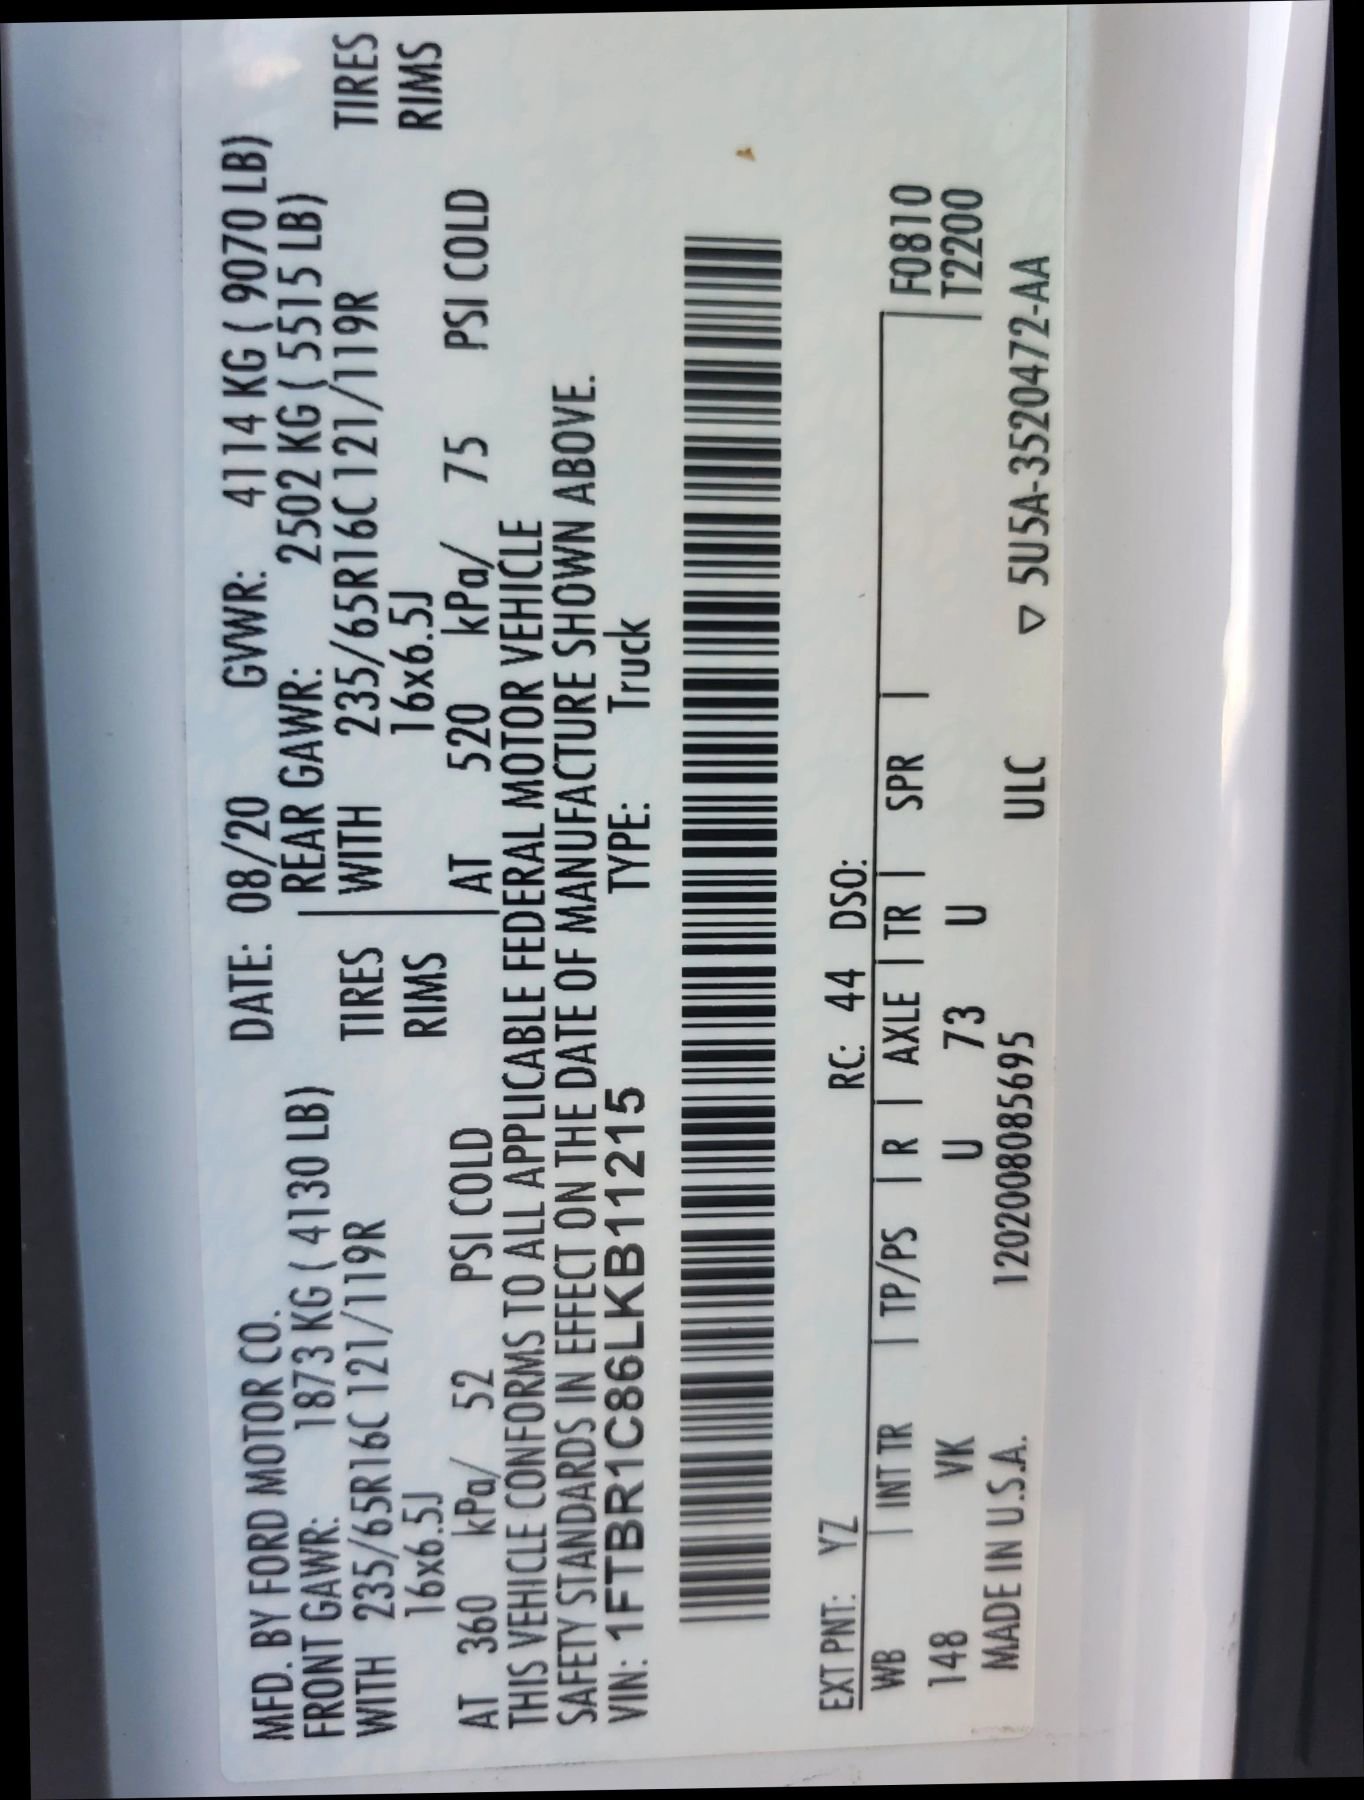 MFD. BY FORD MOTOR CO. DATE: 08/20 GVWR: 4114 KG ( 9070 LB)
FRONT GAWR: 1873 KG ( 4130 LB) REAR GAWR: 2502 KG ( 5515 LB)
WITH 235/65R16C 121/119R TIRES WITH 235/65R16C 121/119R TIRES
16x6.5J RIMS 16x6.5J RIMS
AT 360 kPa/ 52 PSI COLD AT 520 kPa/ 75 PSI COLD
THIS VEHICLE CONFORMS TO ALL APPLICABLE FEDERAL MOTOR VEHICLE
SAFETY STANDARDS IN EFFECT ON THE DATE OF MANUFACTURE SHOWN ABOVE.
VIN: 1FTBR1C86LKB11215 TYPE: Truck
EXT PNT: YZ RC: 44 DSO:
WB | INT TR | TP/PS | R | AXLE | TR | SPR | F0810
148 VK U 73 U T2200
MADE IN U.S.A. 1202008085695 ULC ▽ 5U5A-3520472-AA